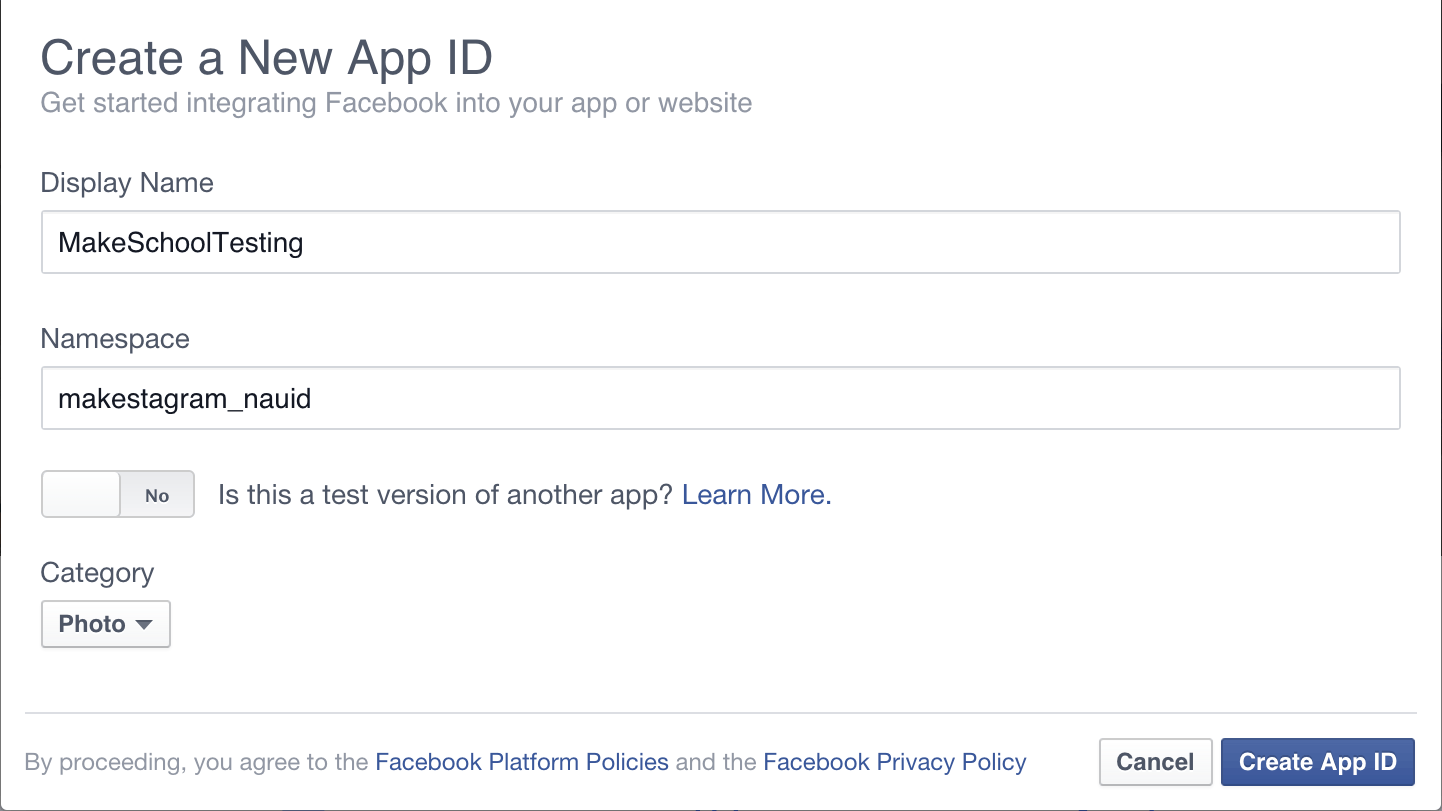 Create a New App ID
Get started integrating Facebook into your app or website
Display Name
MakeSchoolTesting
Namespace
makestagram_nauid
No Is this a test version of another app? Learn More.
Category
Photo
By proceeding, you agree to the Facebook Platform Policies and the Facebook Privacy Policy Cancel Create App ID